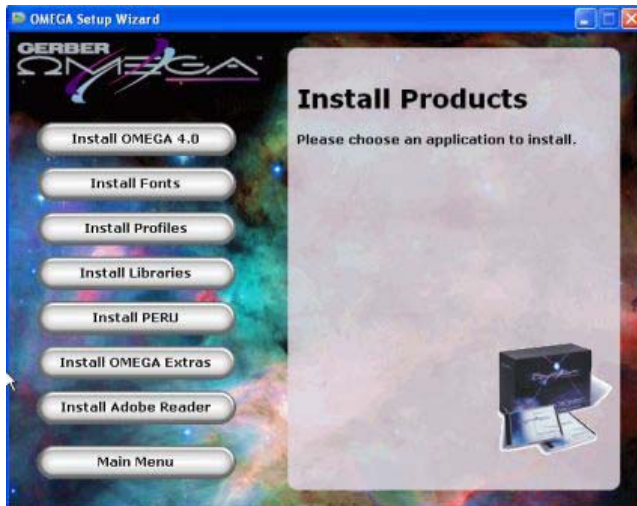 OMEGA Setup Wizard
GERBER
ΩMEGA
Install OMEGA 4.0
Install Fonts
Install Profiles
Install Libraries
Install PERU
Install OMEGA Extras
Install Adobe Reader
Main Menu
Install Products
Please choose an application to install.